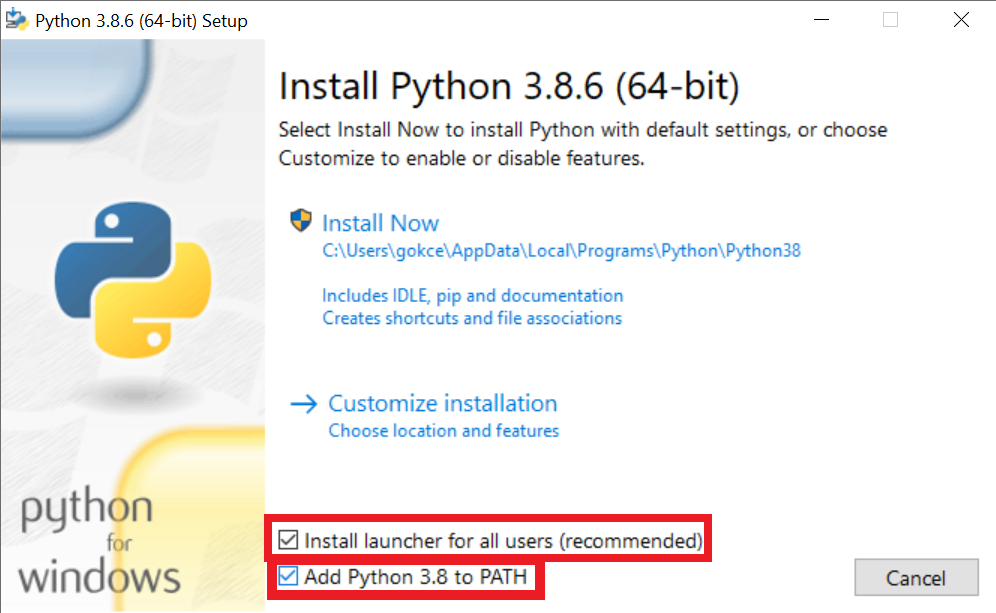 Python 3.8.6 (64-bit) Setup
Install Python 3.8.6 (64-bit)
Select Install Now to install Python with default settings, or choose
Customize to enable or disable features.
Install Now
C:\Users\gokce\AppData\Local\Programs\Python\Python38
Includes IDLE, pip and documentation
Creates shortcuts and file associations
Customize installation
Choose location and features
python
for
windows
Install launcher for all users (recommended)
Add Python 3.8 to PATH
Cancel